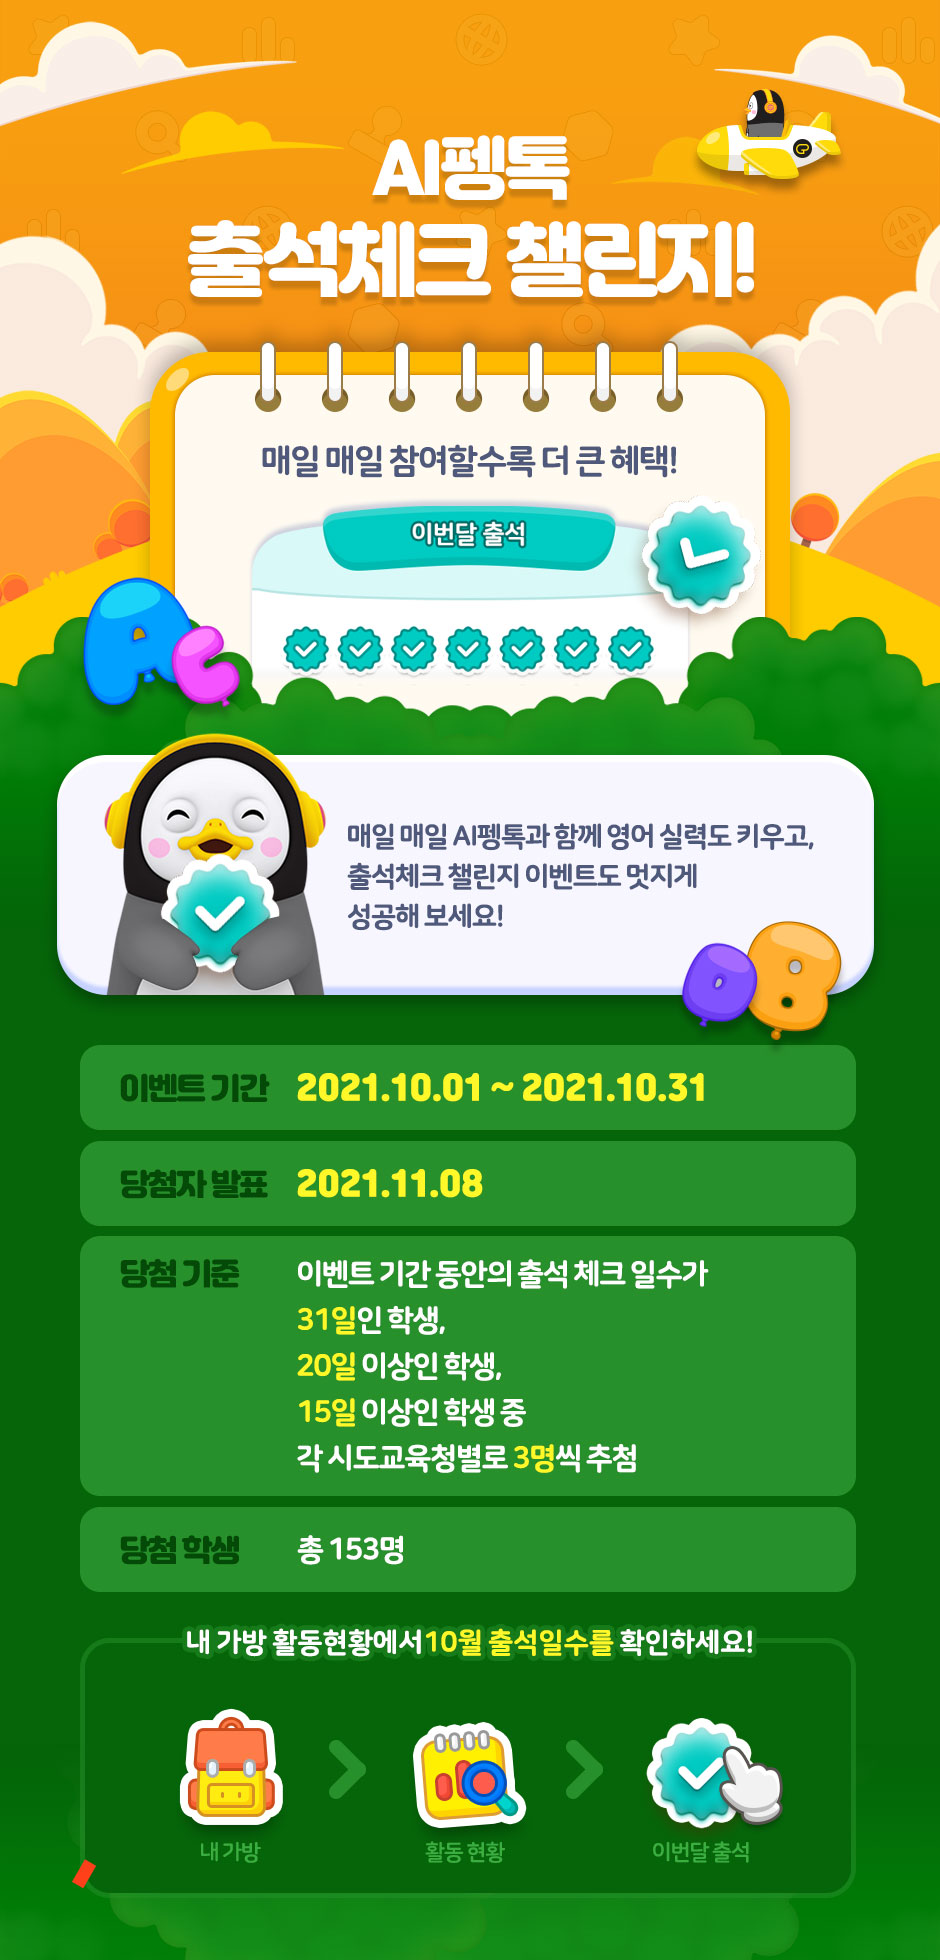 AI펭톡
출석체크 챌린지!
매일 매일 참여할수록 더 큰 혜택!
이번달 출석
매일 매일 AI펭톡과 함께 영어 실력도 키우고,
출석체크 챌린지 이벤트도 멋지게
성공해 보세요!
이벤트 기간 2021.10.01 ~ 2021.10.31
당첨자 발표 2021.11.08
당첨 기준 이벤트 기간 동안의 출석 체크 일수가
31일인 학생,
20일 이상인 학생,
15일 이상인 학생 중
각 시도교육청별로 3명씩 추첨
당첨 학생 총 153명
내 가방 활동현황에서10월 출석일수를 확인하세요!
내 가방
활동 현황
이번달 출석